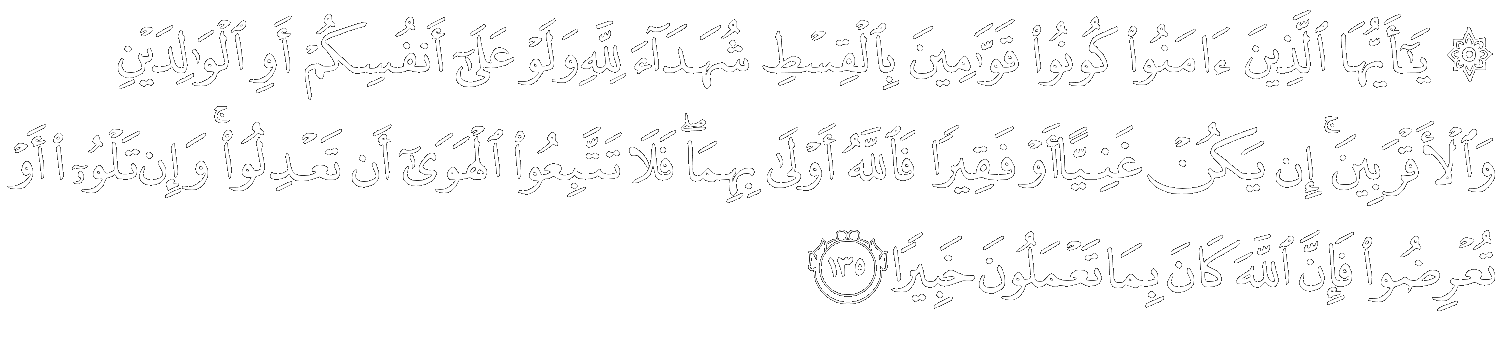 ۞ يَـٰٓأَيُّهَا ٱلَّذِينَ ءَامَنُوا۟ كُونُوا۟ قَوَّٰمِينَ بِٱلْقِسْطِ شُهَدَآءَ لِلَّهِ وَلَوْ عَلَىٰٓ أَنفُسِكُمْ أَوِ ٱلْوَٰلِدَيْنِ
وَٱلْأَقْرَبِينَ ۚ إِن يَكُنْ غَنِيًّا أَوْ فَقِيرًا فَٱللَّهُ أَوْلَىٰ بِهِمَا ۖ فَلَا تَتَّبِعُوا۟ ٱلْهَوَىٰٓ أَن تَعْدِلُوا۟ ۚ وَإِن تَلْوُۥٓا۟ أَوْ
تُعْرِضُوا۟ فَإِنَّ ٱللَّهَ كَانَ بِمَا تَعْمَلُونَ خَبِيرًا ١٣٥